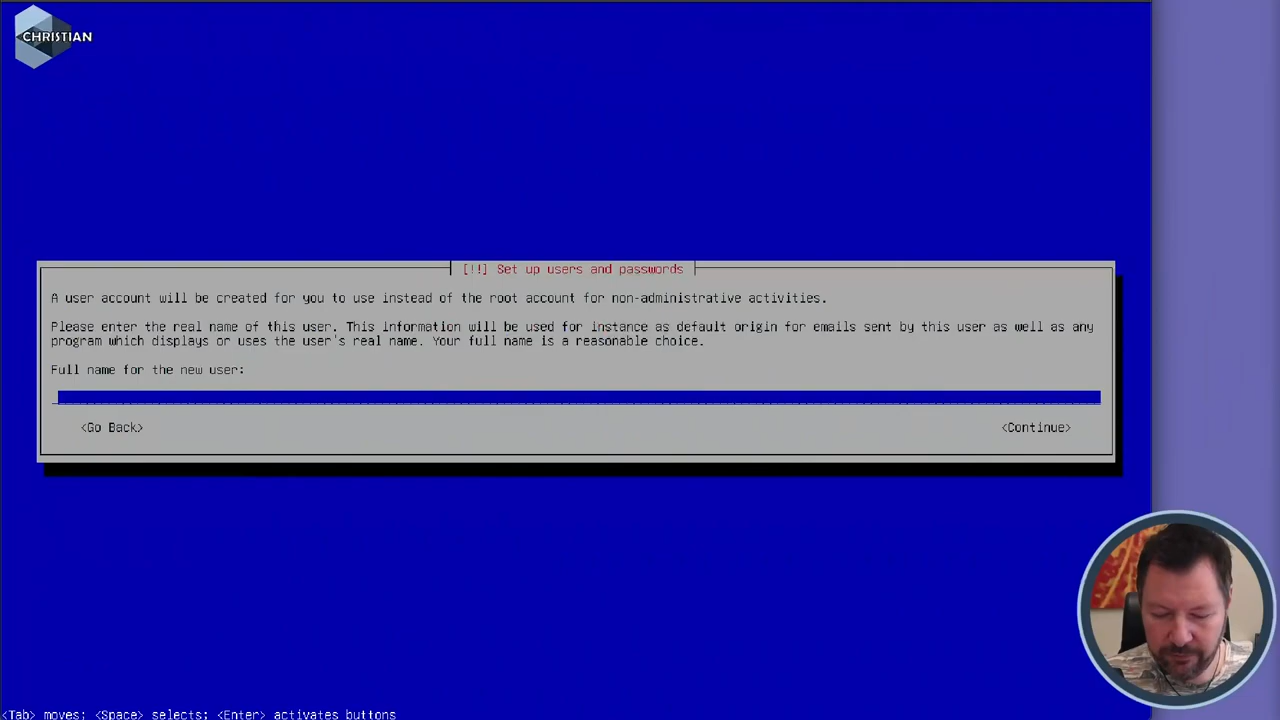 CHRISTIAN
[!!] Set up users and passwords
A user account will be created for you to use instead of the root account for non-administrative activities.
Please enter the real name of this user. This information will be used for instance as default origin for emails sent by this user as well as any
program which displays or uses the user's real name. Your full name is a reasonable choice.
Full name for the new user:
<Go Back> <Continue>
<Tab> moves; <Space> selects; <Enter> activates buttons